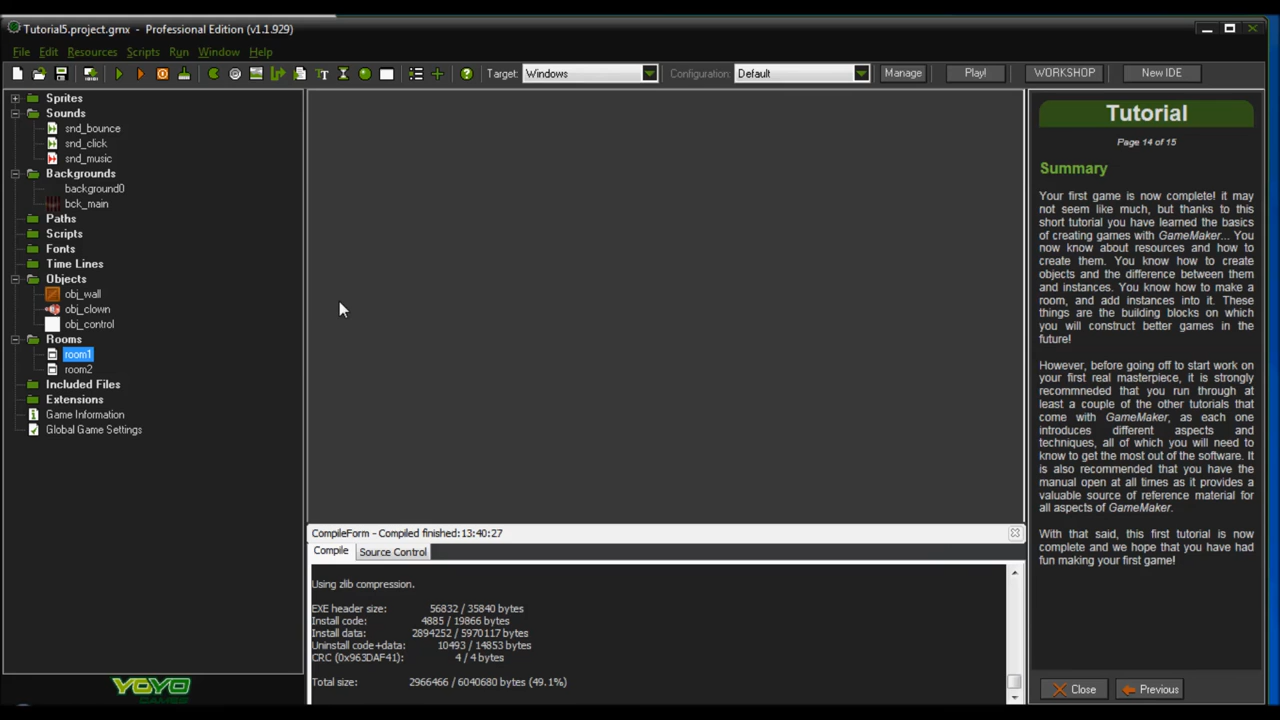 Tutorial5.project.gmx - Professional Edition (v1.1.929)
File Edit Resources Scripts Run Window Help
Target: Windows Configuration: Default Manage Play! WORKSHOP New IDE
Sprites
Sounds
snd_bounce
snd_click
snd_music
Backgrounds
background0
bck_main
Paths
Scripts
Fonts
Time Lines
Objects
obj_wall
obj_clown
obj_control
Rooms
room1
room2
Included Files
Extensions
Game Information
Global Game Settings
YOYO
GAMES
CompileForm - Compiled finished:13:40:27
Compile Source Control
Using zlib compression.
EXE header size: 56832 / 35840 bytes
Install code: 4885 / 19866 bytes
Install data: 2894252 / 5970117 bytes
Uninstall code+data: 10493 / 14853 bytes
CRC (0x963DAF41): 4 / 4 bytes
Total size: 2966466 / 6040680 bytes (49.1%)
Tutorial
Page 14 of 15
Summary
Your first game is now complete! it may
not seem like much, but thanks to this
short tutorial you have learned the basics
of creating games with GameMaker... You
now know about resources and how to
create them. You know how to create
objects and the difference between them
and instances. You know how to make a
room, and add instances into it. These
things are the building blocks on which
you will construct better games in the
future!
However, before going off to start work on
your first real masterpiece, it is strongly
recommneded that you run through at
least a couple of the other tutorials that
come with GameMaker, as each one
introduces different aspects and
techniques, all of which you will need to
know to get the most out of the software. It
is also recommended that you have the
manual open at all times as it provides a
valuable source of reference material for
all aspects of GameMaker.
With that said, this first tutorial is now
complete and we hope that you have had
fun making your first game!
Close Previous